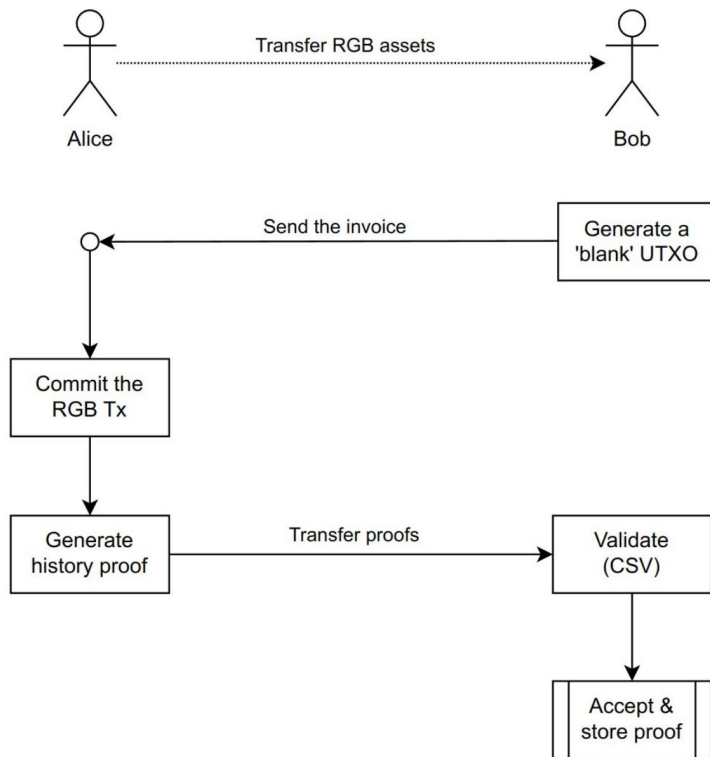 Transfer RGB assets
Alice
Bob
Send the invoice
Generate a
'blank' UTXO
Commit the
RGB Tx
Generate
history proof
Transfer proofs
Validate
(CSV)
Accept &
store proof